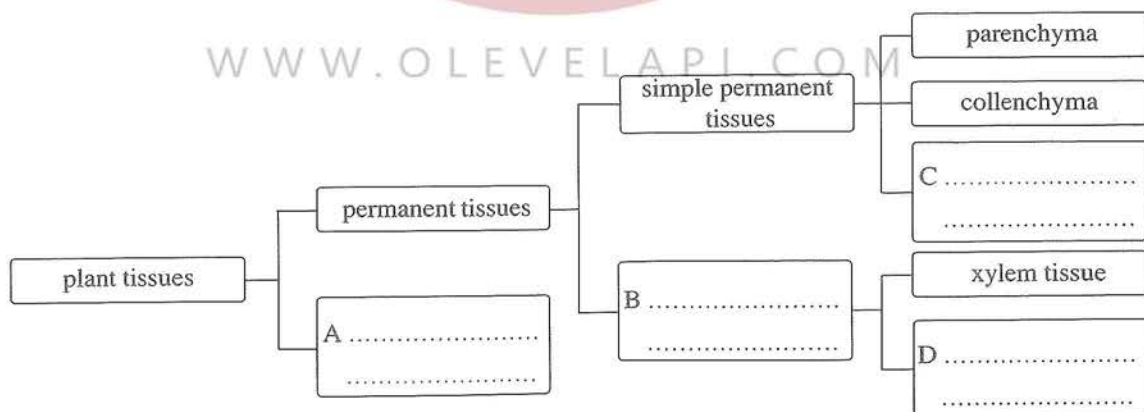 WWW.OLEVELAPI.COM
parenchyma
simple permanent
tissues
collenchyma
C ........................
........................
permanent tissues
plant tissues
xylem tissue
B ........................
........................
A ........................
........................
D ........................
........................